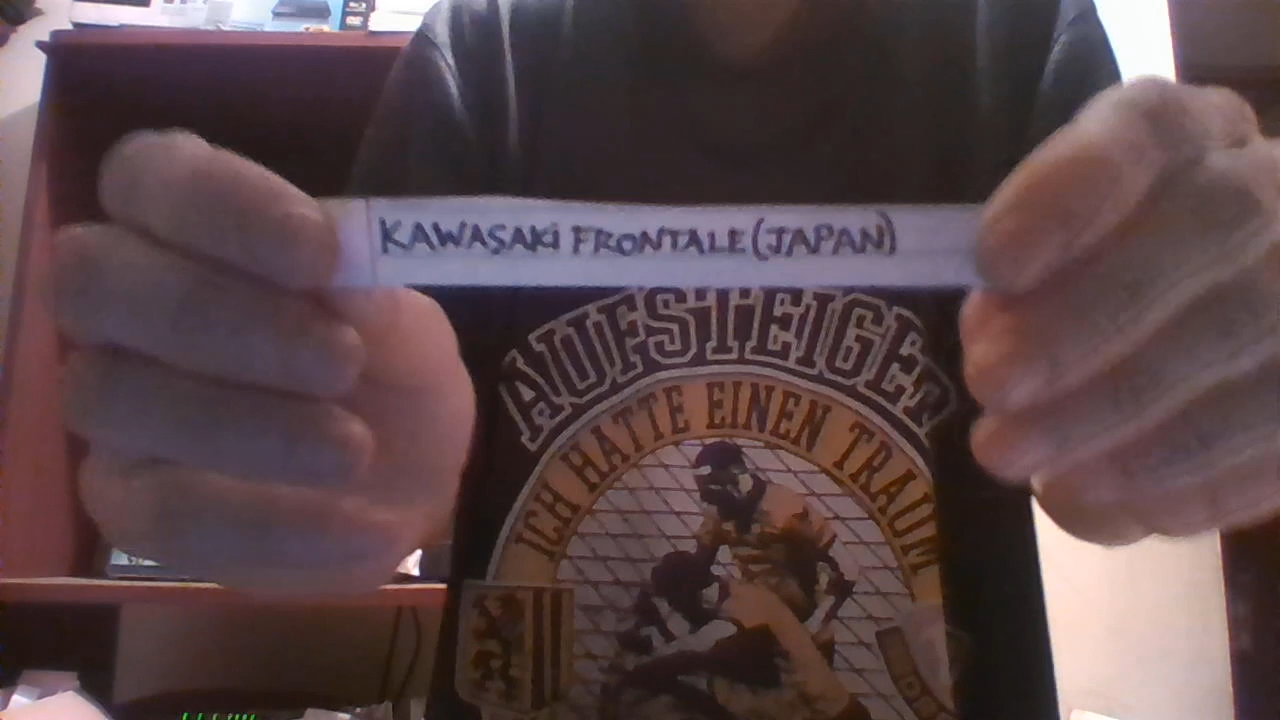 KAWASAKI FRONTALE (JAPAN)
AUFSTEIGER
ICH HATTE EINEN TRAUM